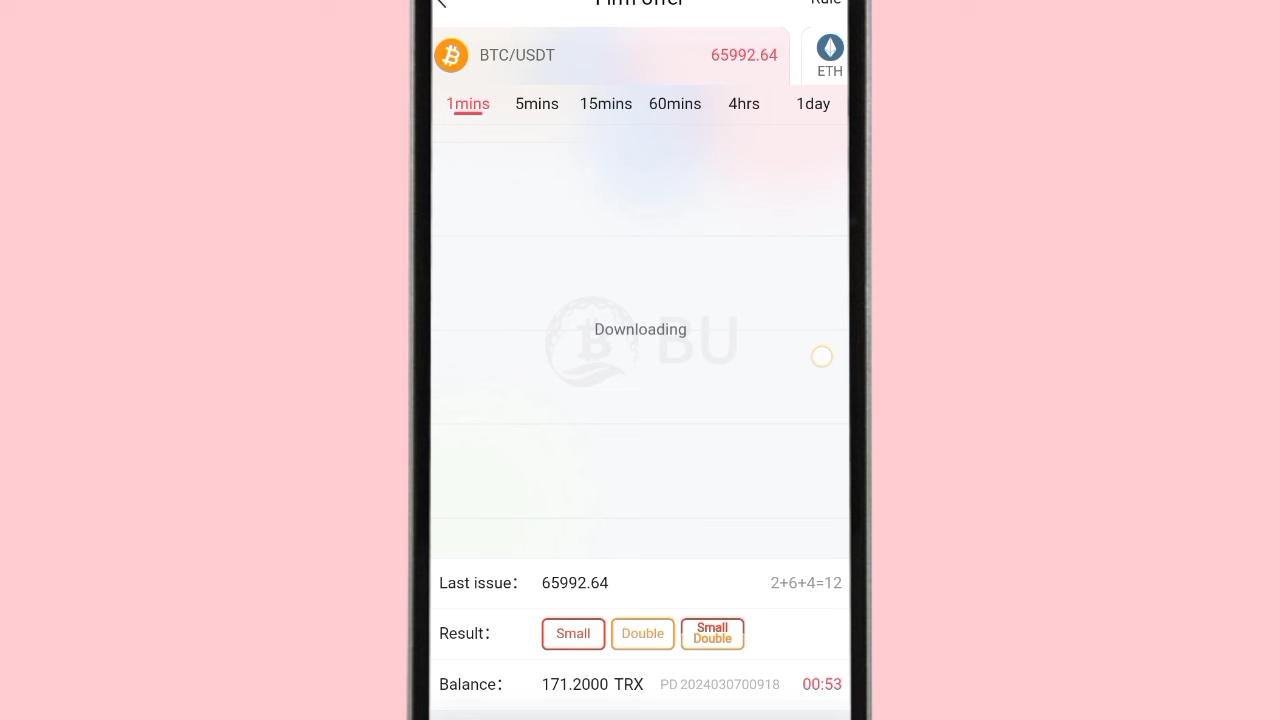 Firm offer
Rule
BTC/USDT 65992.64
ETH
1mins 5mins 15mins 60mins 4hrs 1day
BU
Downloading
Last issue: 65992.64 2+6+4=12
Result: Small Double Small Double
Balance: 171.2000 TRX PD 2024030700918 00:53